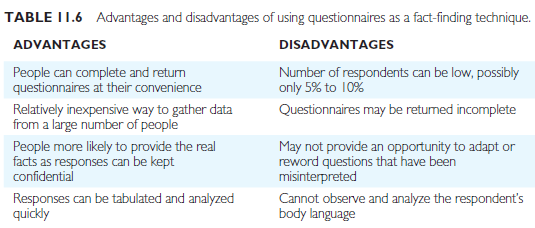 TABLE 11.6 Advantages and disadvantages of using questionnaires as a fact-finding technique.
ADVANTAGES DISADVANTAGES
People can complete and return
questionnaires at their convenience
Number of respondents can be low, possibly
only 5% to 10%
Relatively inexpensive way to gather data
from a large number of people
Questionnaires may be returned incomplete
People more likely to provide the real
facts as responses can be kept
confidential
May not provide an opportunity to adapt or
reword questions that have been
misinterpreted
Responses can be tabulated and analyzed
quickly
Cannot observe and analyze the respondent's
body language